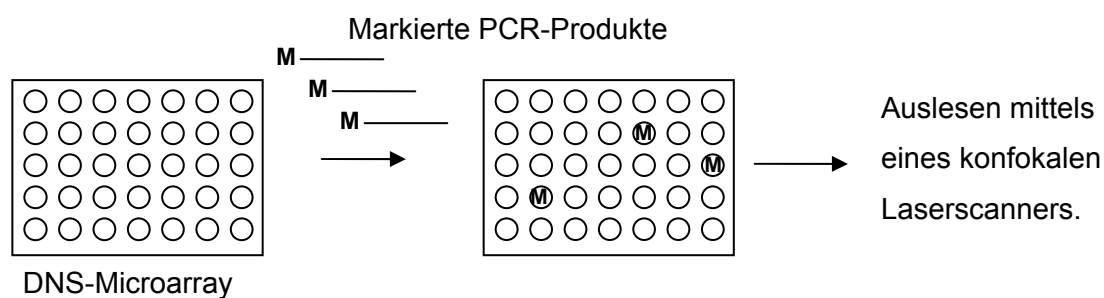 Markierte PCR-Produkte
M
M
M
M
M
M
Auslesen mittels
eines konfokalen
Laserscanners.
DNS-Microarray